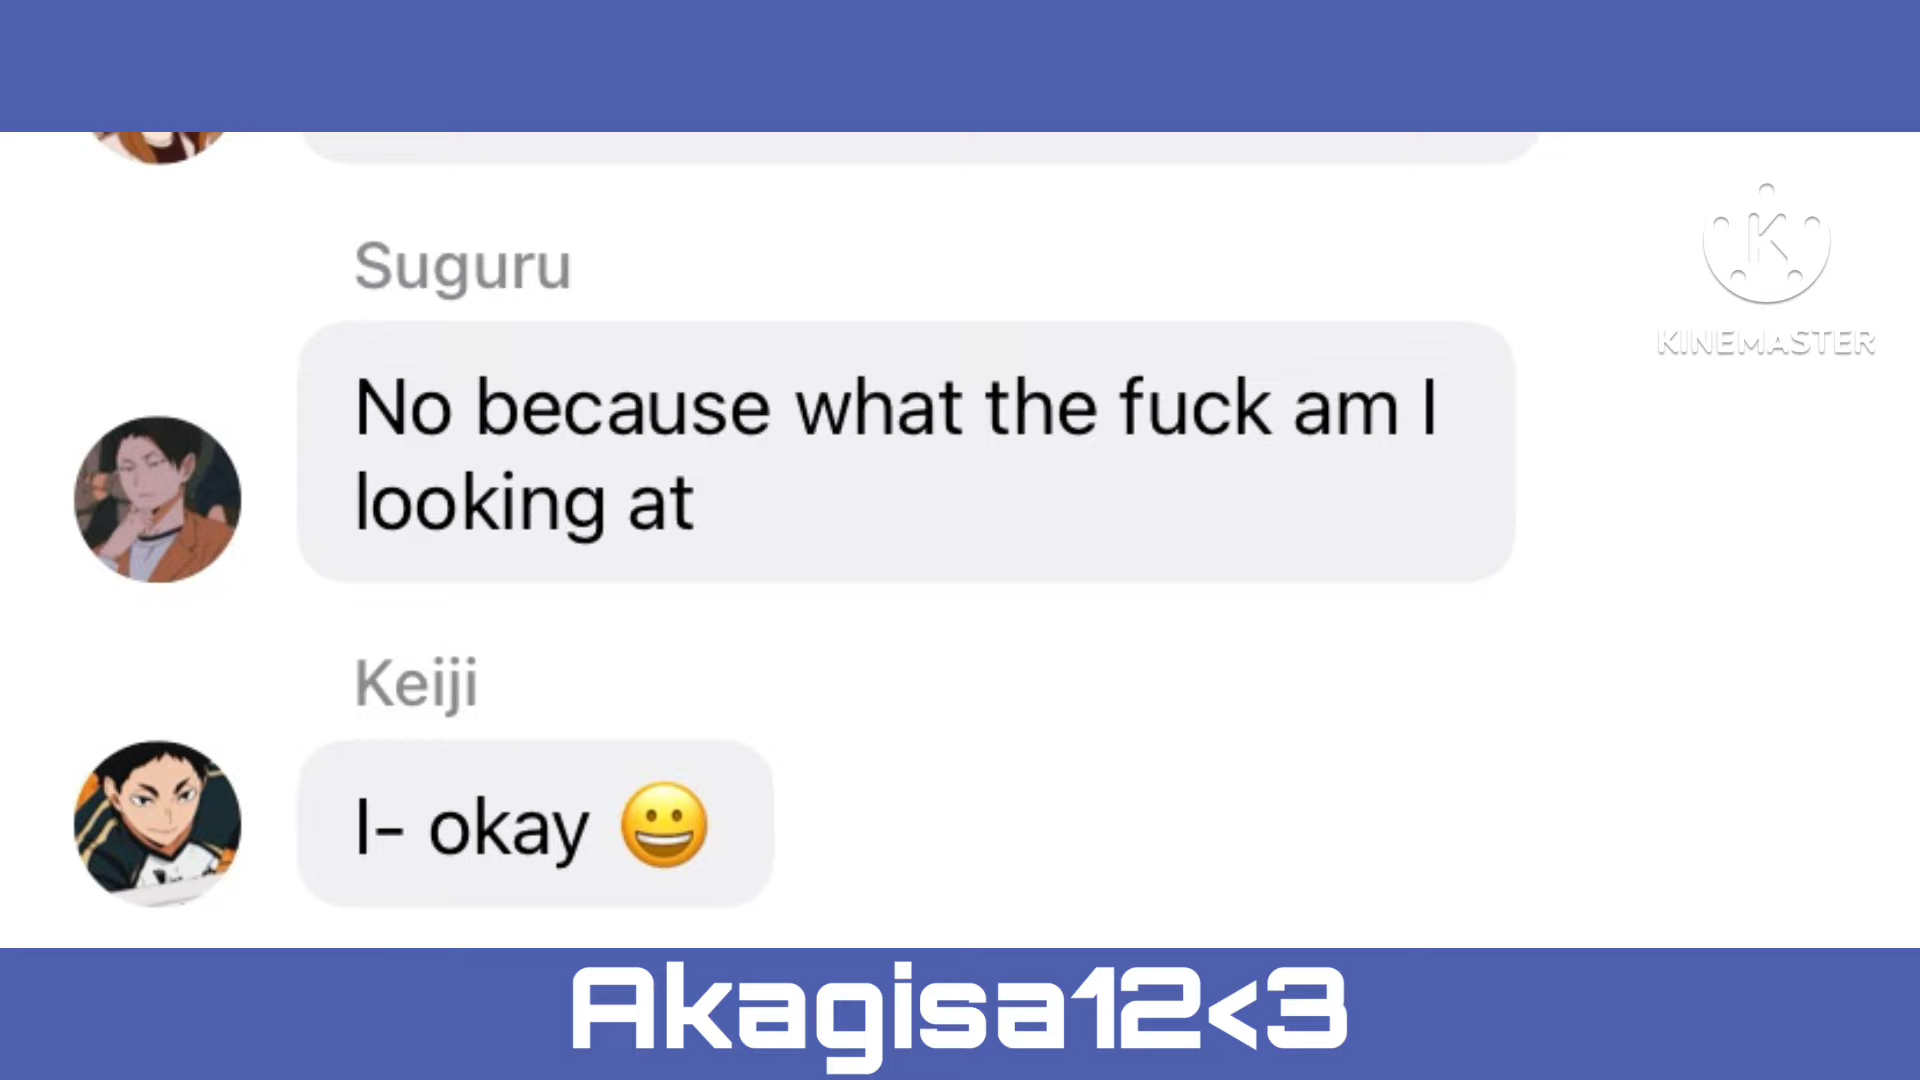 Suguru
No because what the fuck am I
looking at
Keiji
I- okay 😀
KINEMASTER
Akagisa12<3